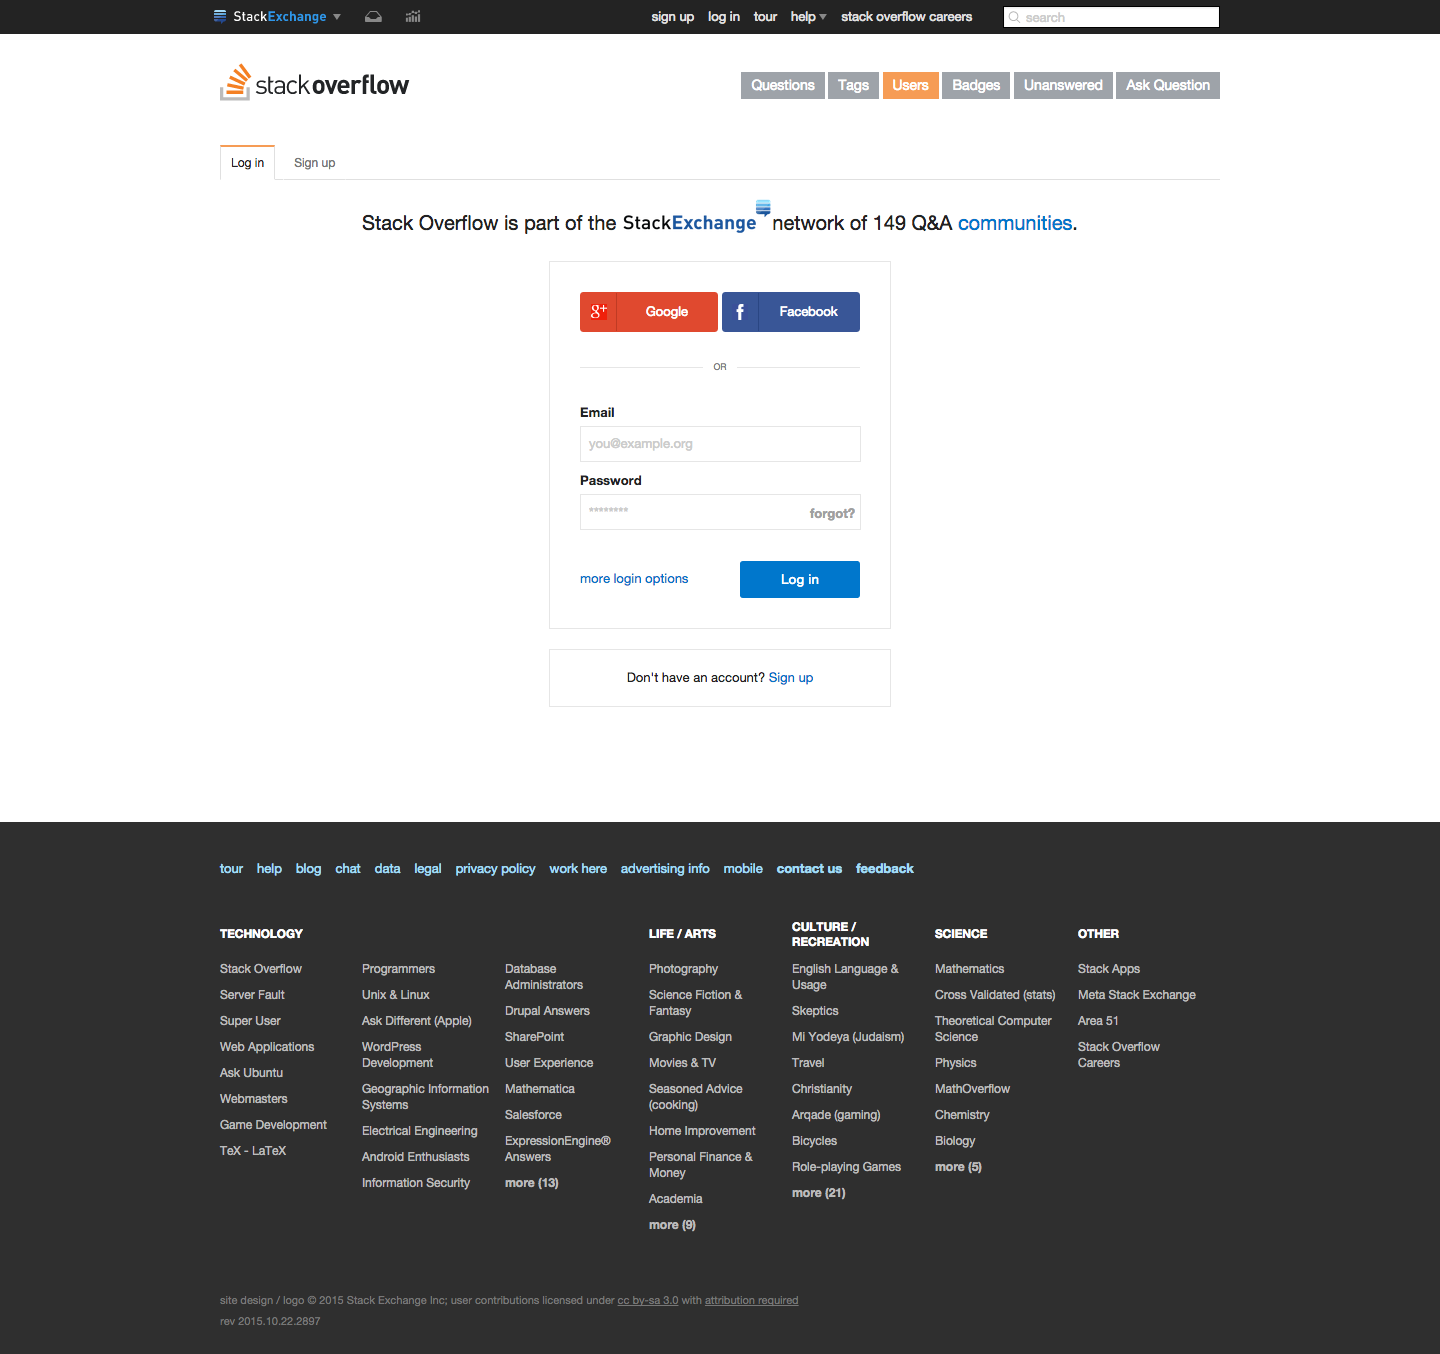 StackExchange
sign up log in tour help stack overflow careers search
stackoverflow
Questions Tags Users Badges Unanswered Ask Question
Log in Sign up
Stack Overflow is part of the StackExchange network of 149 Q&A communities.
g+ Google f Facebook
OR
Email
you@example.org
Password
******** forgot?
more login options Log in
Don't have an account? Sign up
tour help blog chat data legal privacy policy work here advertising info mobile contact us feedback
TECHNOLOGY
Stack Overflow
Server Fault
Super User
Web Applications
Ask Ubuntu
Webmasters
Game Development
TeX - LaTeX
Programmers
Unix & Linux
Ask Different (Apple)
WordPress
Development
Geographic Information
Systems
Electrical Engineering
Android Enthusiasts
Information Security
Database
Administrators
Drupal Answers
SharePoint
User Experience
Mathematica
Salesforce
ExpressionEngine®
Answers
more (13)
LIFE / ARTS
Photography
Science Fiction &
Fantasy
Graphic Design
Movies & TV
Seasoned Advice
(cooking)
Home Improvement
Personal Finance &
Money
Academia
more (9)
CULTURE /
RECREATION
English Language &
Usage
Skeptics
Mi Yodeya (Judaism)
Travel
Christianity
Arqade (gaming)
Bicycles
Role-playing Games
more (21)
SCIENCE
Mathematics
Cross Validated (stats)
Theoretical Computer
Science
Physics
MathOverflow
Chemistry
Biology
more (5)
OTHER
Stack Apps
Meta Stack Exchange
Area 51
Stack Overflow
Careers
site design / logo © 2015 Stack Exchange Inc; user contributions licensed under cc by-sa 3.0 with attribution required
rev 2015.10.22.2897